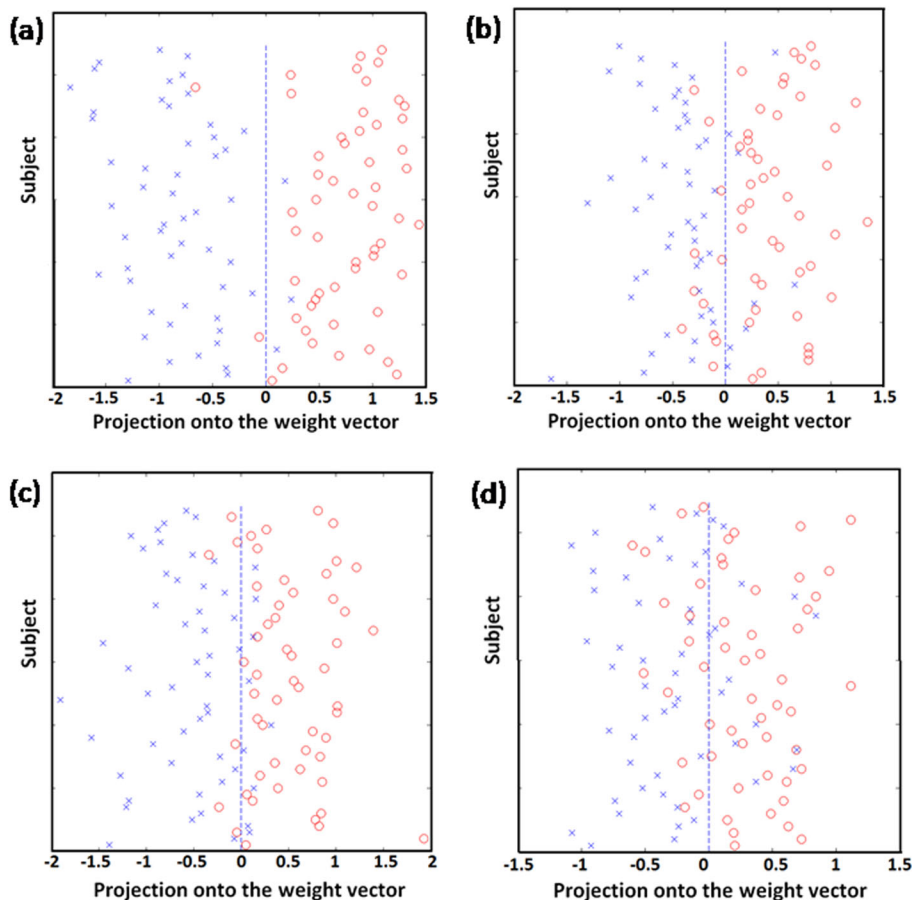 (a)
Subject
-2 -1.5 -1 -0.5 0 0.5 1 1.5
Projection onto the weight vector
(b)
Subject
-2 -1.5 -1 -0.5 0 0.5 1 1.5
Projection onto the weight vector
(c)
Subject
-2 -1.5 -1 -0.5 0 0.5 1 1.5 2
Projection onto the weight vector
(d)
Subject
-1.5 -1 -0.5 0 0.5 1 1.5
Projection onto the weight vector